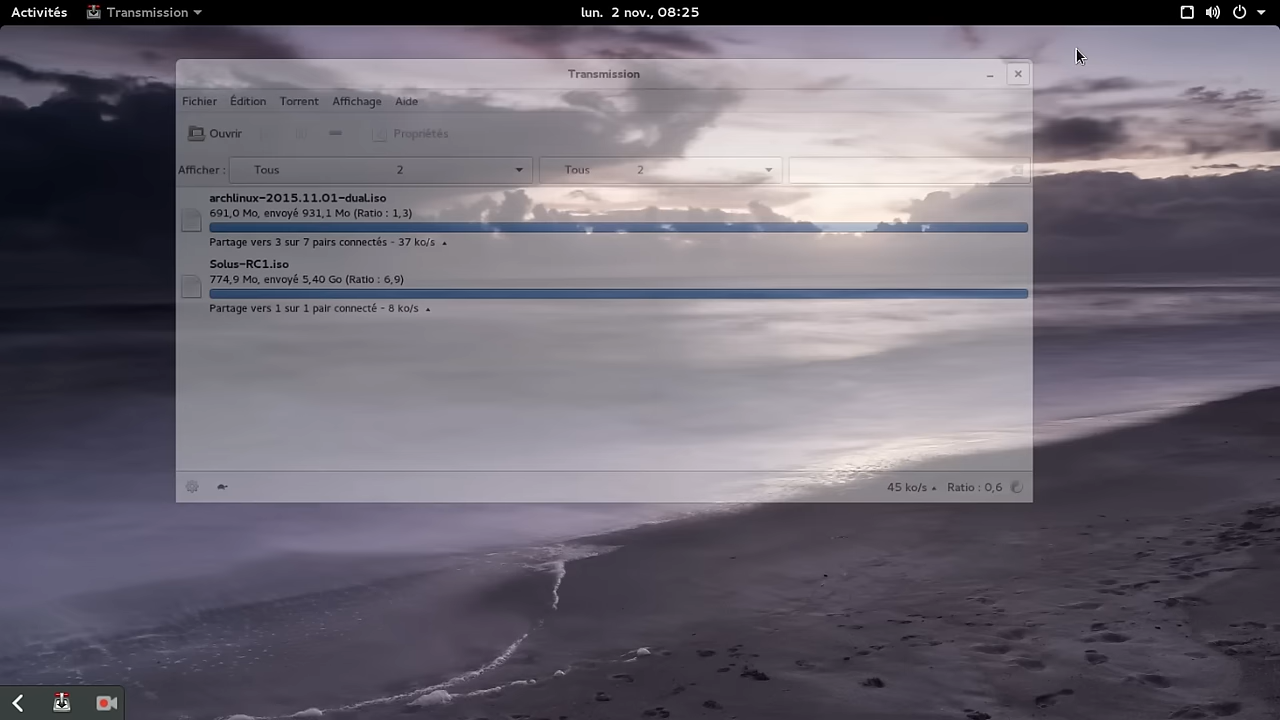 Activités Transmission lun. 2 nov., 08:25
Transmission
Fichier Édition Torrent Affichage Aide
Ouvrir Propriétés
Afficher : Tous 2 Tous 2
archlinux-2015.11.01-dual.iso
691,0 Mo, envoyé 931,1 Mo (Ratio : 1,3)
Partage vers 3 sur 7 pairs connectés - 37 ko/s
Solus-RC1.iso
774,9 Mo, envoyé 5,40 Go (Ratio : 6,9)
Partage vers 1 sur 1 pair connecté - 8 ko/s
45 ko/s Ratio : 0,6